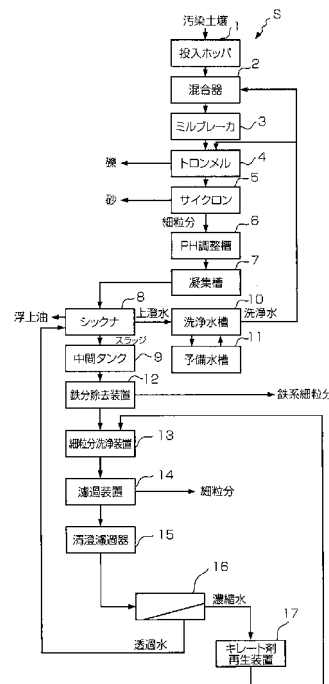 汚染土壌
S
1
投入ホッパ
2
混合器
3
ミルブレーカ
4
礫
トロンメル
5
砂
サイクロン
細粒分
6
PH調整槽
7
凝集槽
8
浮上油
シックナ
上澄水
10
洗浄水槽
洗浄水
スラッジ
9
中間タンク
予備水槽
11
12
鉄分除去装置
鉄系細粒分
細粒分洗浄装置
13
14
濾過装置
細粒分
15
清澄濾過器
16
濃縮水
透過水
17
キレート剤
再生装置